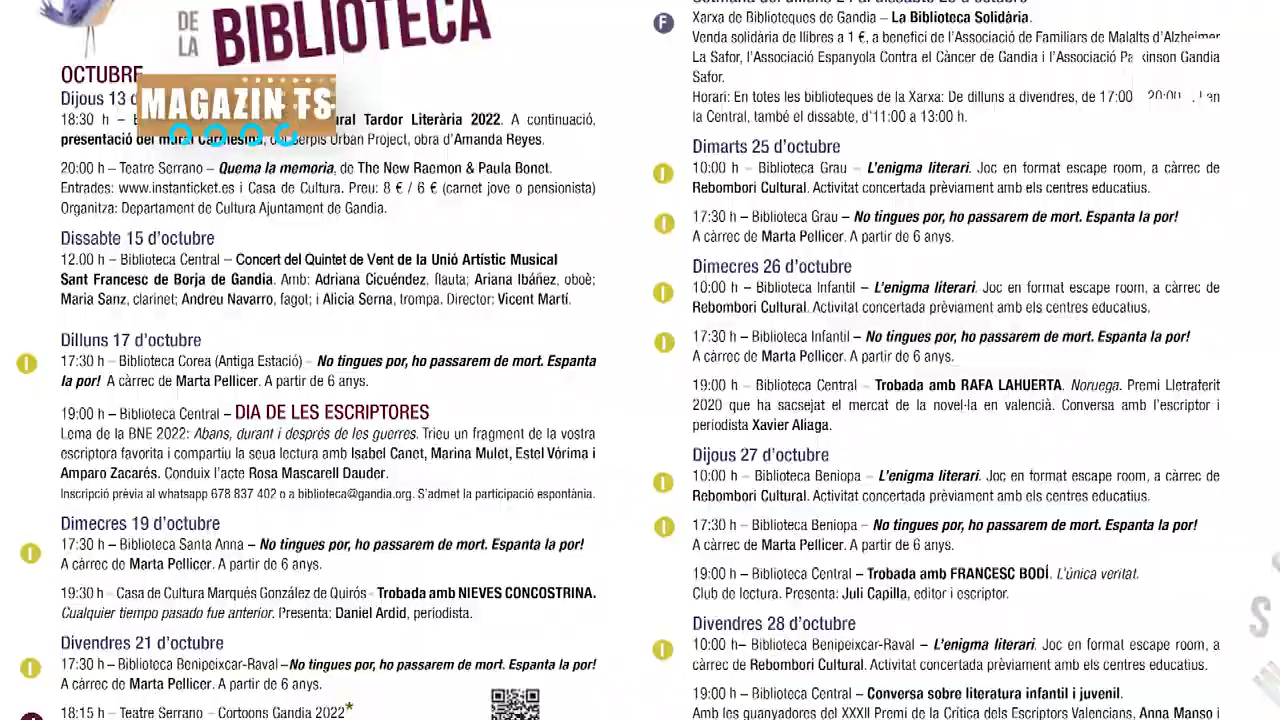 DE
LA
BIBLIOTECA
OCTUBRE
Dijous 13 d
MAGAZIN TS
18:30 h – ral Tardor Literària 2022. A continuació,
presentació del mural Carmesina, del Serpis Urban Project, obra d'Amanda Reyes.
20:00 h – Teatre Serrano – Quema la memoria, de The New Raemon & Paula Bonet.
Entrades: www.instanticket.es i Casa de Cultura. Preu: 8 € / 6 € (carnet jove o pensionista)
Organitza: Departament de Cultura Ajuntament de Gandia.
Dissabte 15 d'octubre
12.00 h – Biblioteca Central – Concert del Quintet de Vent de la Unió Artístic Musical
Sant Francesc de Borja de Gandia. Amb: Adriana Cicuéndez, flauta; Ariana Ibáñez, oboè;
Maria Sanz, clarinet; Andreu Navarro, fagot; i Alicia Serna, trompa. Director: Vicent Martí.
Dilluns 17 d'octubre
I 17:30 h – Biblioteca Corea (Antiga Estació) – No tingues por, ho passarem de mort. Espanta
la por! A càrrec de Marta Pellicer. A partir de 6 anys.
19:00 h – Biblioteca Central – DIA DE LES ESCRIPTORES
Lema de la BNE 2022: Abans, durant i després de les guerres. Trieu un fragment de la vostra
escriptora favorita i compartiu la seua lectura amb Isabel Canet, Marina Mulet, Estel Vórima i
Amparo Zacarés. Conduix l'acte Rosa Mascarell Dauder.
Inscripció prèvia al whatsapp 678 837 402 o a biblioteca@gandia.org. S'admet la participació espontània.
Dimecres 19 d'octubre
I 17:30 h – Biblioteca Santa Anna – No tingues por, ho passarem de mort. Espanta la por!
A càrrec de Marta Pellicer. A partir de 6 anys.
19:30 h - Casa de Cultura Marqués González de Quirós - Trobada amb NIEVES CONCOSTRINA.
Cualquier tiempo pasado fue anterior. Presenta: Daniel Ardid, periodista.
Divendres 21 d'octubre
I 17:30 h – Biblioteca Benipeixcar-Raval – No tingues por, ho passarem de mort. Espanta la por!
A càrrec de Marta Pellicer. A partir de 6 anys.
18:15 h – Teatre Serrano – Cortoons Gandia 2022*
F Xarxa de Biblioteques de Gandia – La Biblioteca Solidària.
Venda solidària de llibres a 1 €, a benefici de l'Associació de Familiars de Malalts d'Alzheimer
La Safor, l'Associació Espanyola Contra el Càncer de Gandia i l'Associació Parkinson Gandia
Safor.
Horari: En totes les biblioteques de la Xarxa: De dilluns a divendres, de 17:00 20:00 en
la Central, també el dissabte, d'11:00 a 13:00 h.
Dimarts 25 d'octubre
I 10:00 h – Biblioteca Grau – L'enigma literari. Joc en format escape room, a càrrec de
Rebombori Cultural. Activitat concertada prèviament amb els centres educatius.
I 17:30 h – Biblioteca Grau – No tingues por, ho passarem de mort. Espanta la por!
A càrrec de Marta Pellicer. A partir de 6 anys.
Dimecres 26 d'octubre
I 10:00 h – Biblioteca Infantil – L'enigma literari. Joc en format escape room, a càrrec de
Rebombori Cultural. Activitat concertada prèviament amb els centres educatius.
I 17:30 h – Biblioteca Infantil – No tingues por, ho passarem de mort. Espanta la por!
A càrrec de Marta Pellicer. A partir de 6 anys.
19:00 h – Biblioteca Central – Trobada amb RAFA LAHUERTA. Noruega. Premi Lletraferit
2020 que ha sacsejat el mercat de la novel·la en valencià. Conversa amb l'escriptor i
periodista Xavier Aliaga.
Dijous 27 d'octubre
I 10:00 h – Biblioteca Beniopa – L'enigma literari. Joc en format escape room, a càrrec de
Rebombori Cultural. Activitat concertada prèviament amb els centres educatius.
I 17:30 h – Biblioteca Beniopa – No tingues por, ho passarem de mort. Espanta la por!
A càrrec de Marta Pellicer. A partir de 6 anys.
19:00 h – Biblioteca Central – Trobada amb FRANCESC BODÍ. L'única veritat.
Club de lectura. Presenta: Juli Capilla, editor i escriptor.
Divendres 28 d'octubre
I 10:00 h– Biblioteca Benipeixcar-Raval – L'enigma literari. Joc en format escape room, a
càrrec de Rebombori Cultural. Activitat concertada prèviament amb els centres educatius.
19:00 h – Biblioteca Central – Conversa sobre literatura infantil i juvenil.
Amb les guanyadores del XXXII Premi de la Crítica dels Escriptors Valencians, Anna Manso i